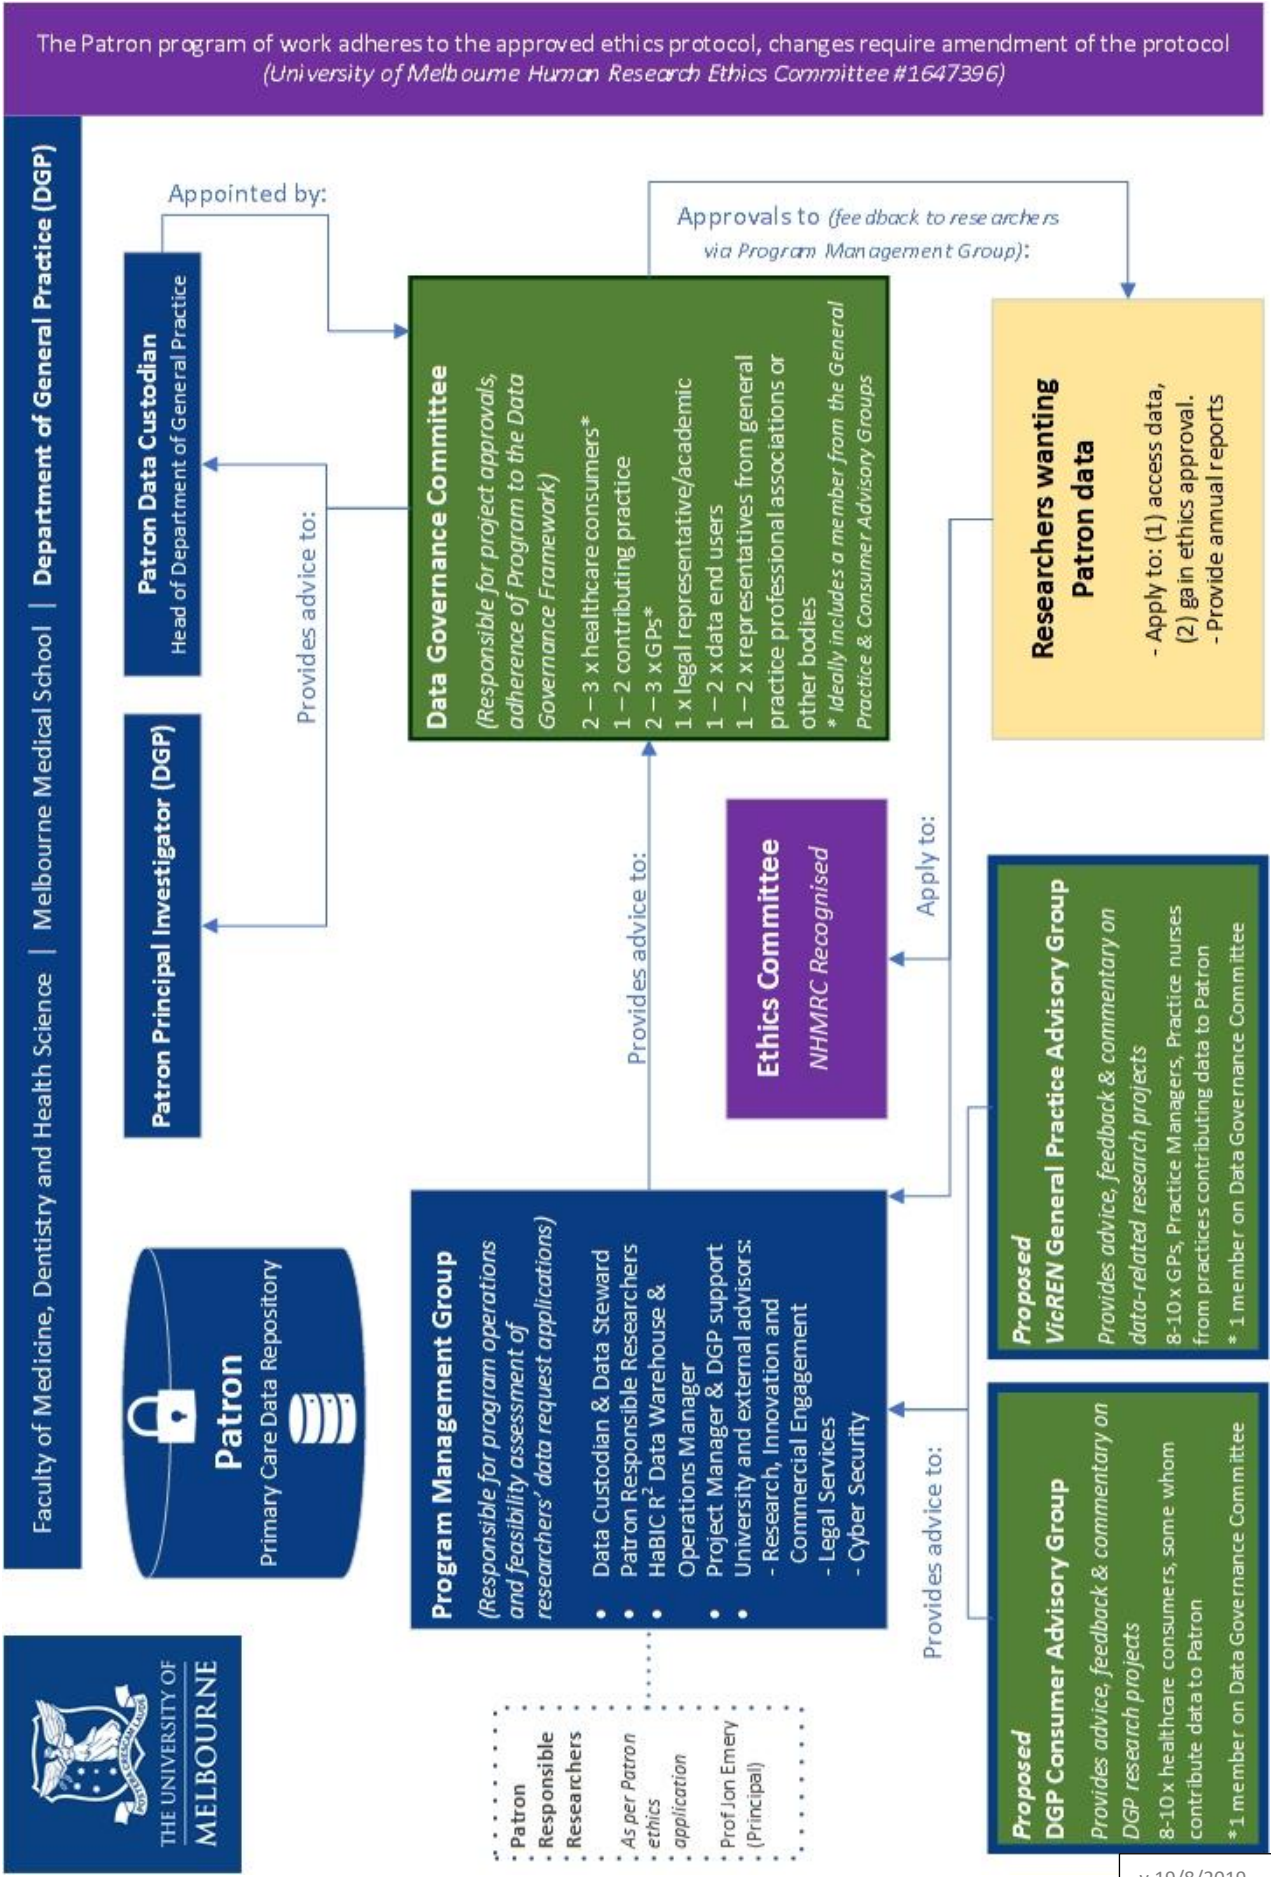 The Patron program of work adheres to the approved ethics protocol, changes require amendment of the protocol
(University of Melbourne Human Research Ethics Committee #1647396)
THE UNIVERSITY OF
MELBOURNE
Faculty of Medicine, Dentistry and Health Science | Melbourne Medical School | Department of General Practice (DGP)
Patron
Primary Care Data Repository
Patron Principal Investigator (DGP)
Patron Data Custodian
Head of Department of General Practice
Appointed by:
Provides advice to:
Patron
Responsible
Researchers
As per Patron
ethics
application
Prof Jon Emery
(Principal)
Program Management Group
(Responsible for program operations
and feasibility assessment of
researchers' data request applications)
• Data Custodian & Data Steward
• Patron Responsible Researchers
• HaBIC R² Data Warehouse &
Operations Manager
• Project Manager & DGP support
• University and external advisors:
- Research, Innovation and
Commercial Engagement
- Legal Services
- Cyber Security
Provides advice to:
Data Governance Committee
(Responsible for project approvals,
adherence of Program to the Data
Governance Framework)
2 – 3 x healthcare consumers*
1 – 2 contributing practice
2 – 3 x GPs*
1 x legal representative/academic
1 – 2 x data end users
1 – 2 x representatives from general
practice professional associations or
other bodies
* Ideally includes a member from the General
Practice & Consumer Advisory Groups
Approvals to (feedback to researchers
via Program Management Group):
Ethics Committee
NHMRC Recognised
Provides advice to:
Apply to:
Proposed
DGP Consumer Advisory Group
Provides advice, feedback & commentary on
DGP research projects
8-10 x healthcare consumers, some whom
contribute data to Patron
*1 member on Data Governance Committee
Proposed
VicREN General Practice Advisory Group
Provides advice, feedback & commentary on
data-related research projects
8-10 x GPs, Practice Managers, Practice nurses
from practices contributing data to Patron
* 1 member on Data Governance Committee
Researchers wanting
Patron data
- Apply to: (1) access data,
(2) gain in ethics approval.
- Provide annual reports